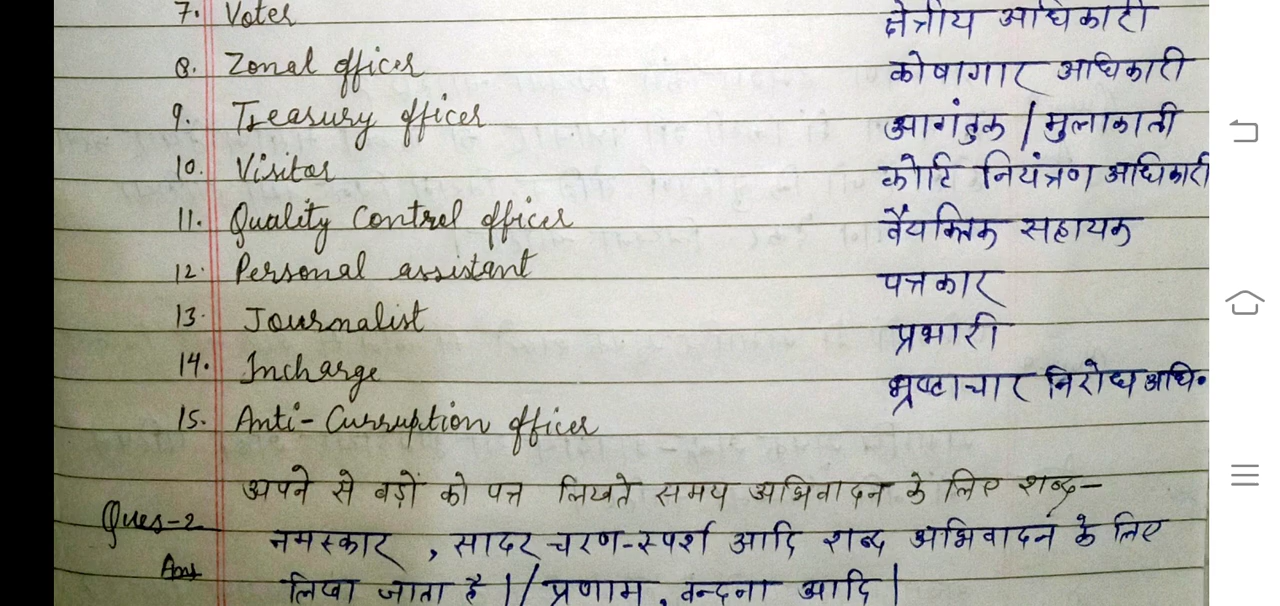 7. Voter क्षेत्रीय अधिकारी
8. Zonal officer कोषागार अधिकारी
9. Treasury officer आगंतुक / मुलाकाती
10. Visitor कोटि नियंत्रण अधिकारी
11. Quality Control officer वैयक्तिक सहायक
12. Personal assistant पत्रकार
13. Journalist प्रभारी
14. Incharge भ्रष्टाचार निरोध अधि॰
15. Anti-Curruption officer
अपने से बड़ों को पत्र लिखते समय अभिवादन के लिए शब्द-
Ques-2 नमस्कार, सादर चरण-स्पर्श आदि शब्द अभिवादन के लिए
Ans लिखा जाता है।/ प्रणाम, वन्दना आदि।